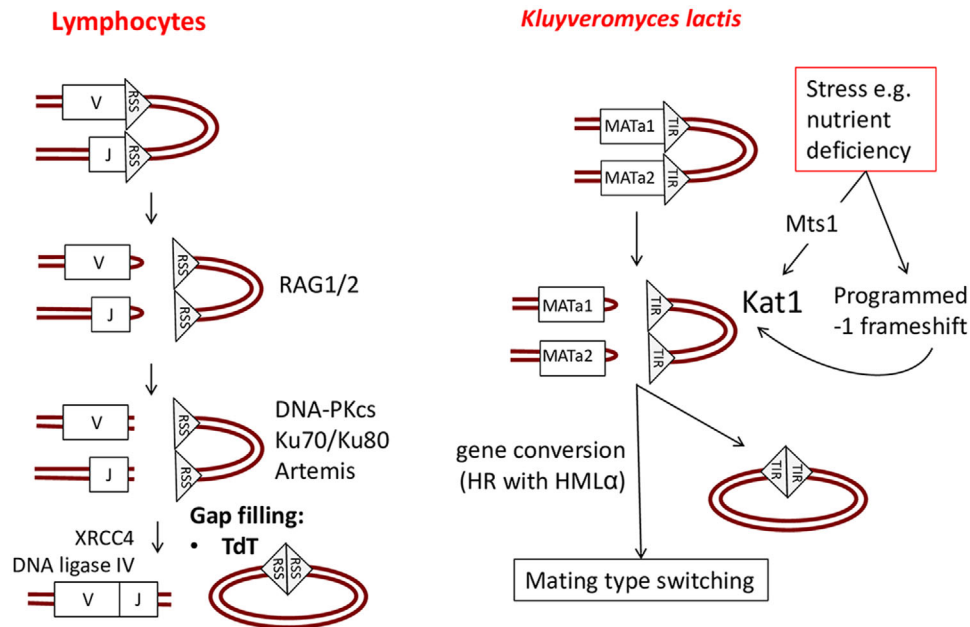 Lymphocytes
V
RSS
J
RSS
V
RSS
J
RSS
RAG1/2
V
RSS
J
RSS
DNA-PKcs
Ku70/Ku80
Artemis
XRCC4
DNA ligase IV
Gap filling:
• TdT
V
J
RSS
RSS
Kluyveromyces lactis
MATa1
TIR
MATa2
TIR
Stress e.g.
nutrient
deficiency
Mts1
Kat1
Programmed
-1 frameshift
MATa1
TIR
MATa2
TIR
gene conversion
(HR with HMLα)
TIR
TIR
Mating type switching